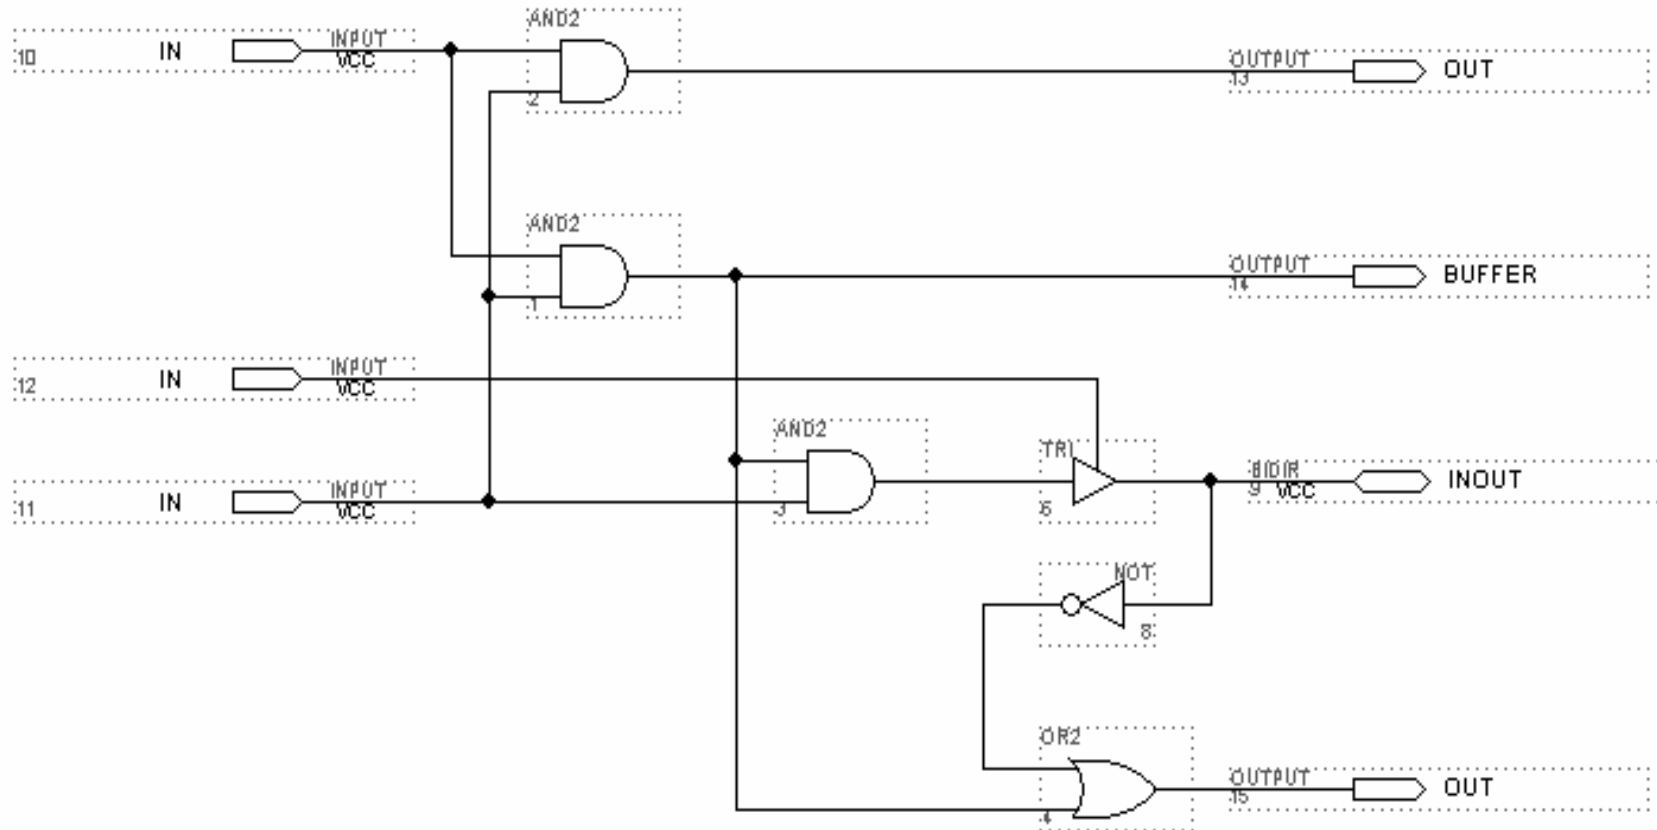 AND2
10 IN INPUT VCC
2
OUTPUT 13 OUT
AND2
1
OUTPUT 14 BUFFER
12 IN INPUT VCC
AND2
3
TRI
6
BIDIR 9 VCC INOUT
11 IN INPUT VCC
NOT
8
OR2
4
OUTPUT 15 OUT